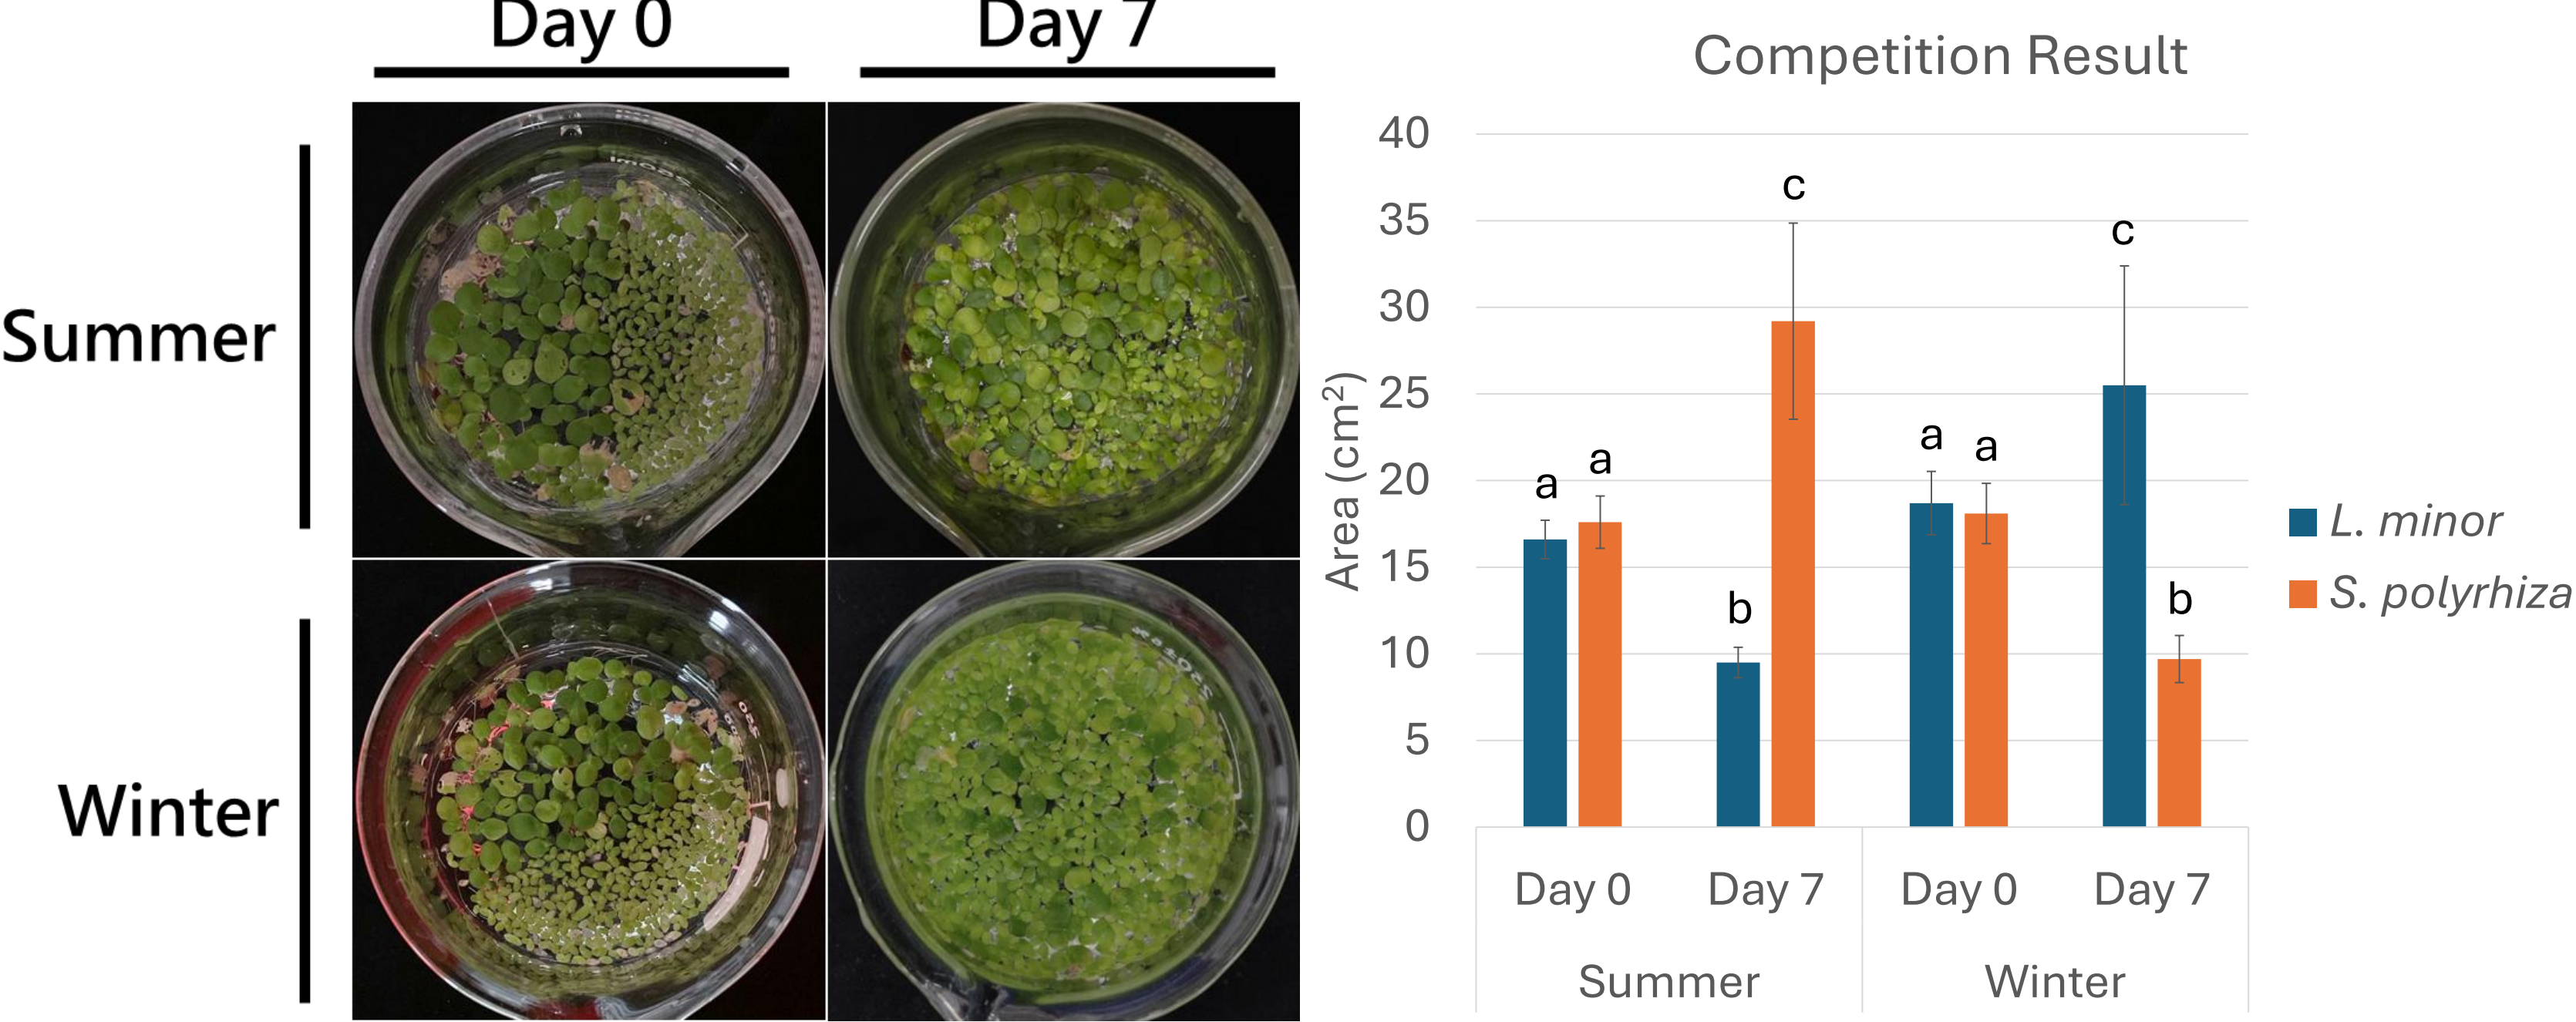 Day 0
Day 7
Summer
Winter
Competition Result
Area (cm²)
40
35
30
25
20
15
10
5
0
a
a
b
c
a
a
c
b
Day 0
Day 7
Day 0
Day 7
Summer
Winter
L. minor
S. polyrhiza